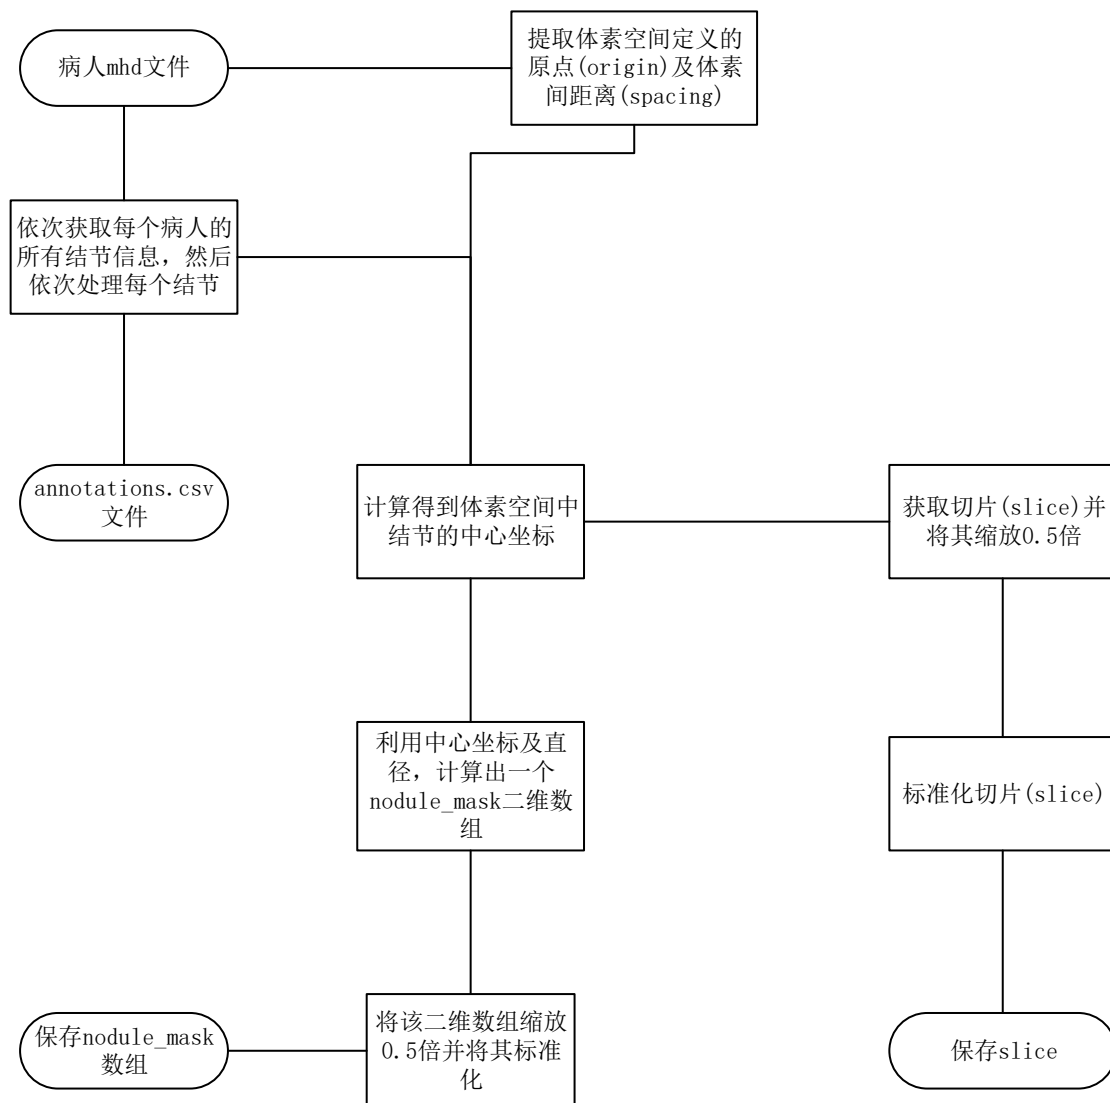 病人mhd文件
提取体素空间定义的
原点(origin)及体素
间距离(spacing)
依次获取每个病人的
所有结节信息，然后
依次处理每个结节
annotations.csv
文件
计算得到体素空间中
结节的中心坐标
获取切片(slice)并
将其缩放0.5倍
利用中心坐标及直
径，计算出一个
nodule_mask二维数
组
标准化切片(slice)
保存nodule_mask
数组
将该二维数组缩放
0.5倍并将其标准
化
保存slice